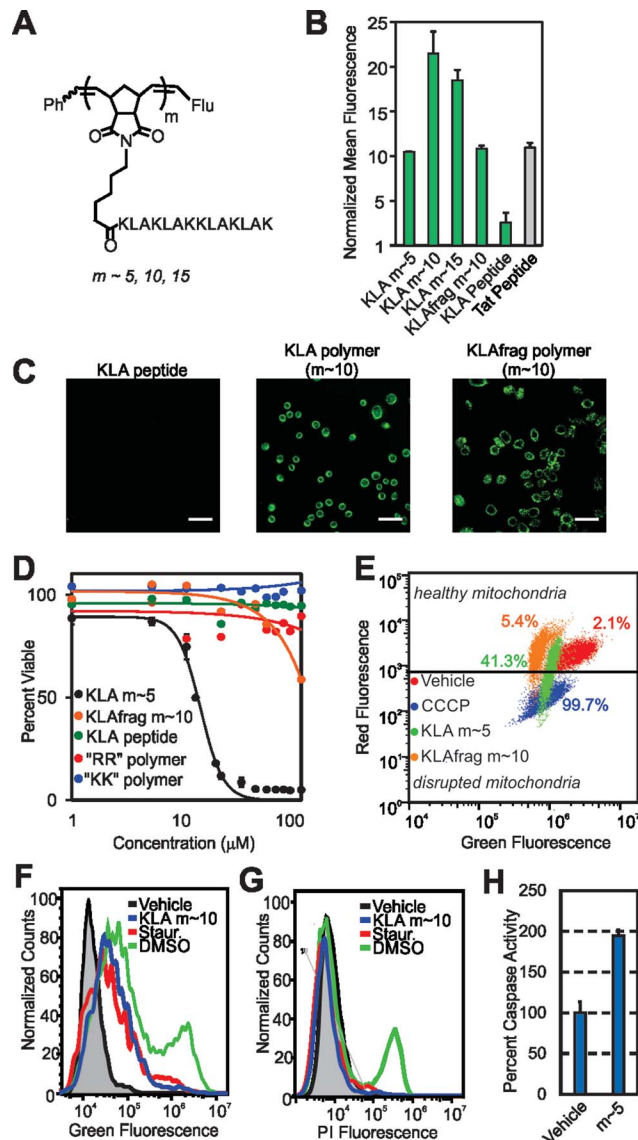 A
Ph
m
Flu
O
N
O
O
KLAKLAKKLAKLAK
m ~ 5, 10, 15
B
Normalized Mean Fluorescence
25
20
15
10
5
1
KLA m~5
KLA m~10
KLA m~15
KLAfrag m~10
KLA Peptide
Tat Peptide
C
KLA peptide
KLA polymer
(m~10)
KLAfrag polymer
(m~10)
D
Percent Viable
100
50
0
KLA m~5
KLAfrag m~10
KLA peptide
"RR" polymer
"KK" polymer
1
10
100
Concentration (μM)
E
Red Fluorescence
10⁵
10⁴
10³
10²
10¹
10⁰
healthy mitochondria
5.4%
2.1%
41.3%
Vehicle
CCCP
99.7%
KLA m~5
KLAfrag m~10
disrupted mitochondria
10⁴
10⁵
10⁶
10⁷
Green Fluorescence
F
Normalized Counts
100
80
60
40
20
0
Vehicle
KLA m~10
Staur.
DMSO
10⁴
10⁵
10⁶
10⁷
Green Fluorescence
G
Normalized Counts
100
80
60
40
20
0
Vehicle
KLA m~10
Staur.
DMSO
10⁴
10⁵
10⁶
10⁷
PI Fluorescence
H
Percent Caspase Activity
250
200
150
100
50
0
Vehicle
m~5